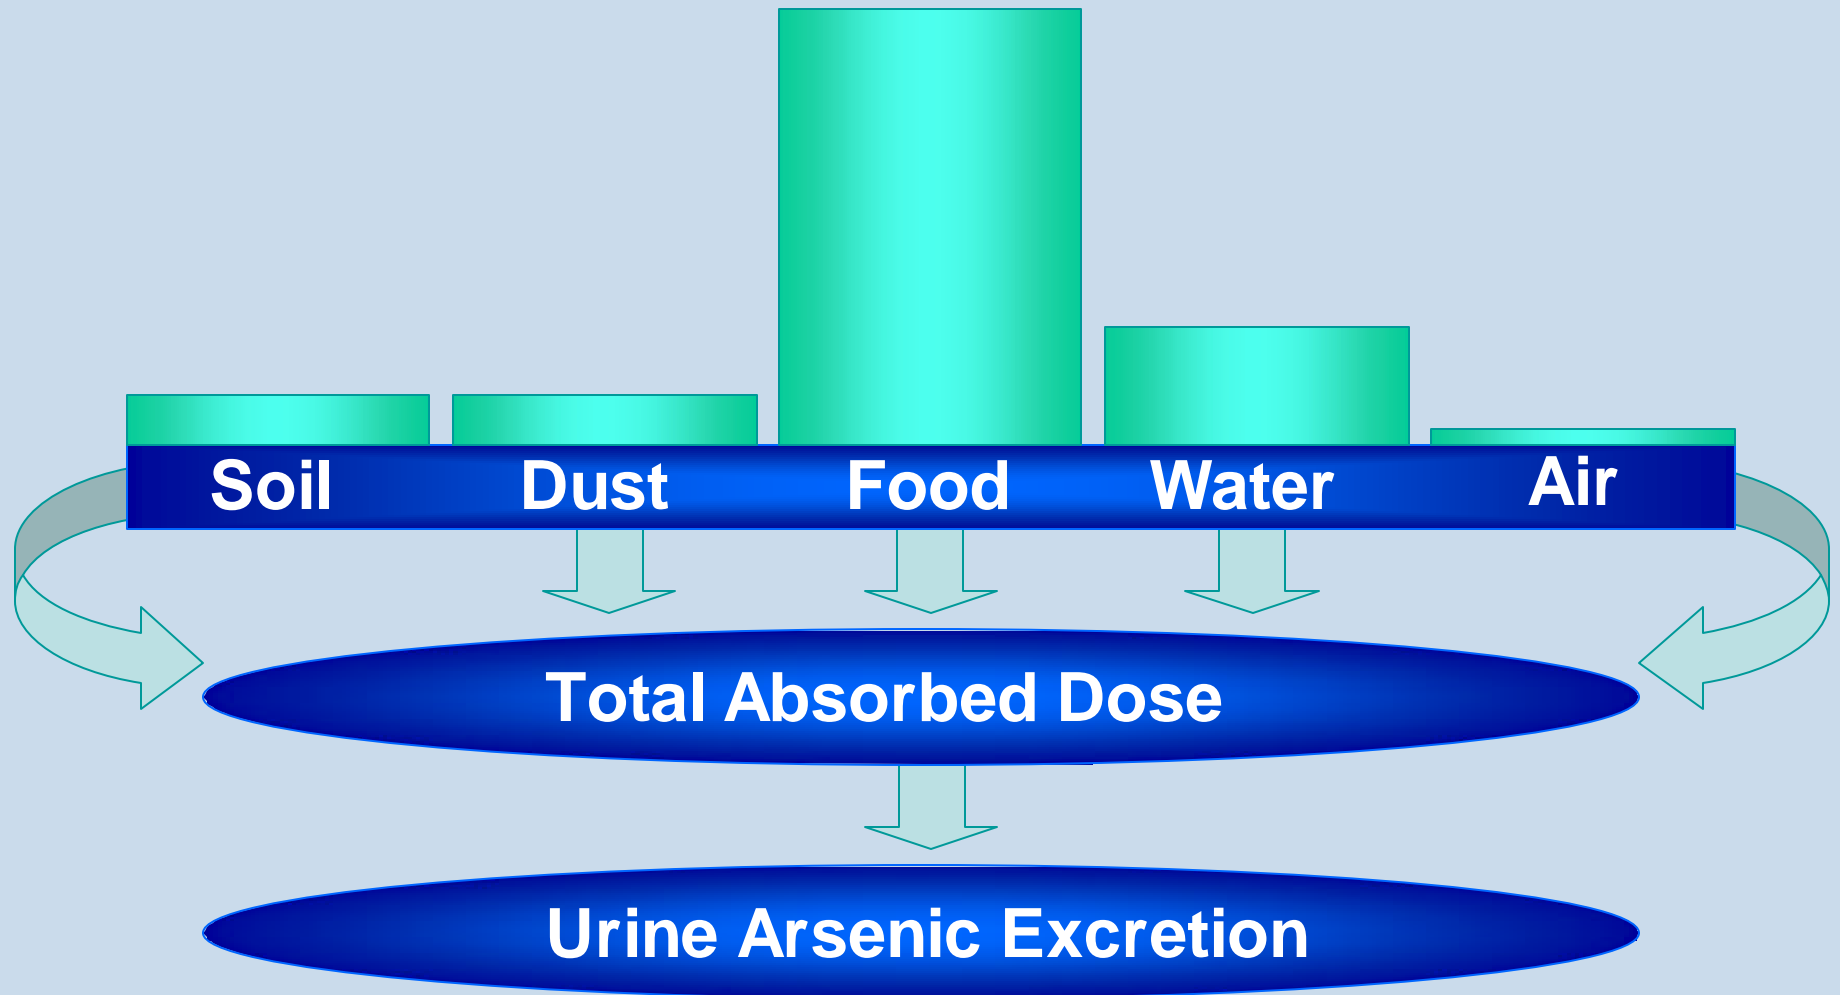 Soil Dust Food Water Air
Total Absorbed Dose
Urine Arsenic Excretion